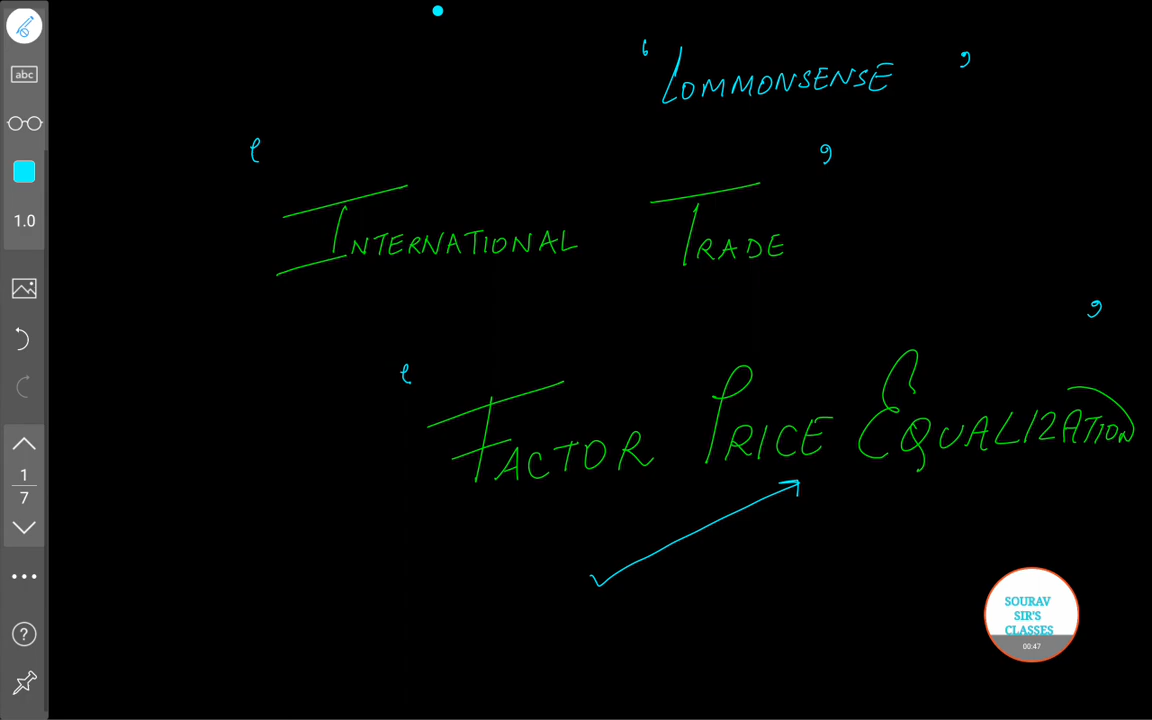 abc
1.0
1
7
'COMMONSENSE'
'INTERNATIONAL TRADE'
'FACTOR PRICE EQUALIZATION'
SOURAV
SIR'S
CLASSES
00:47